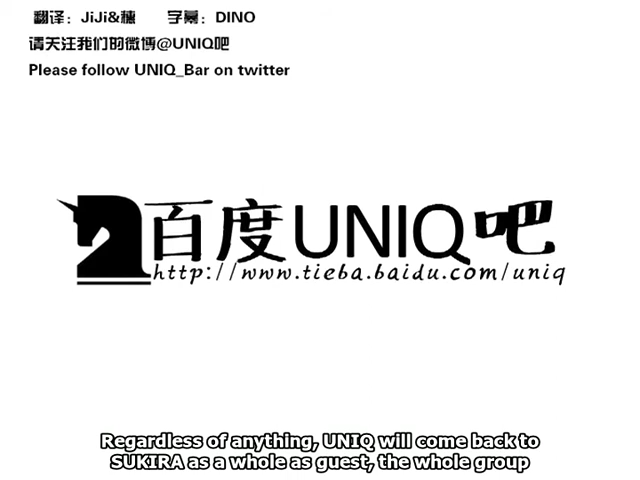 翻译：JiJi&穗 字幕：DINO
请关注我们的微博@UNIQ吧
Please follow UNIQ_Bar on twitter
百度UNIQ吧
http://www.tieba.baidu.com/uniq
Regardless of anything, UNIQ will come back to
SUKIRA as a whole as guest, the whole group